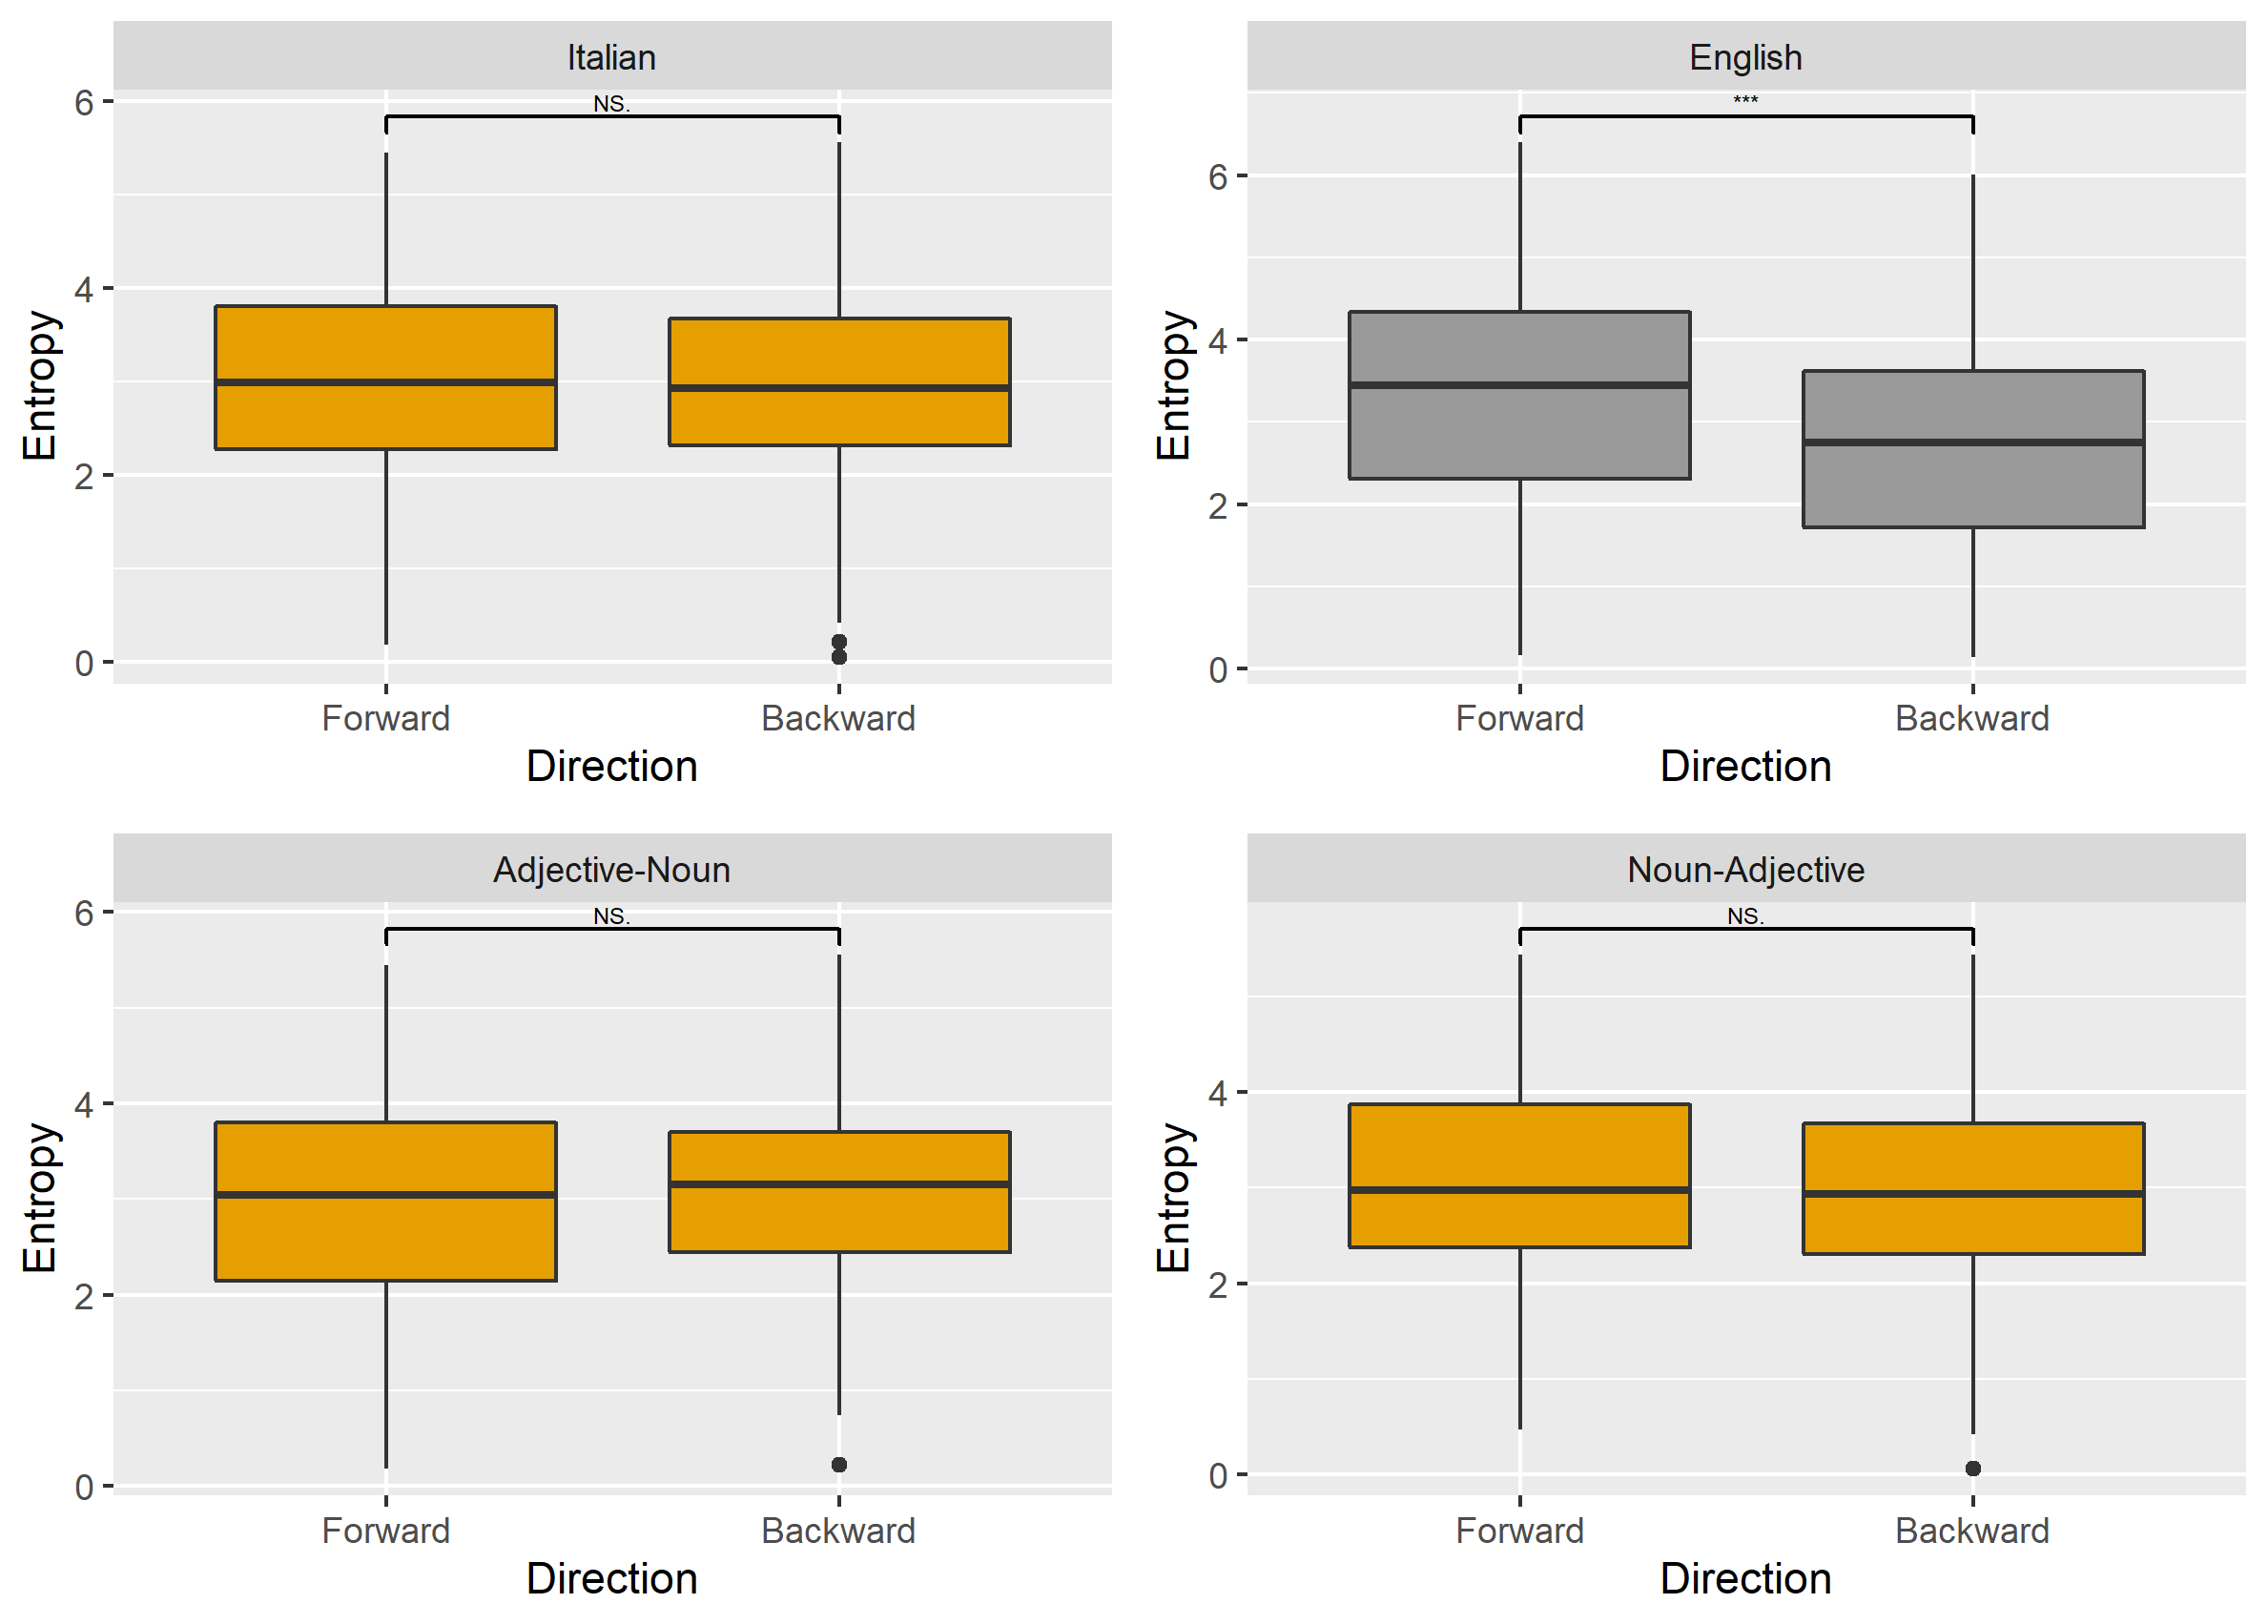 Italian
NS.
6
4
2
0
Entropy
Forward
Backward
Direction
English
***
6
4
2
0
Entropy
Forward
Backward
Direction
Adjective-Noun
NS.
6
4
2
0
Entropy
Forward
Backward
Direction
Noun-Adjective
NS.
4
2
0
Entropy
Forward
Backward
Direction